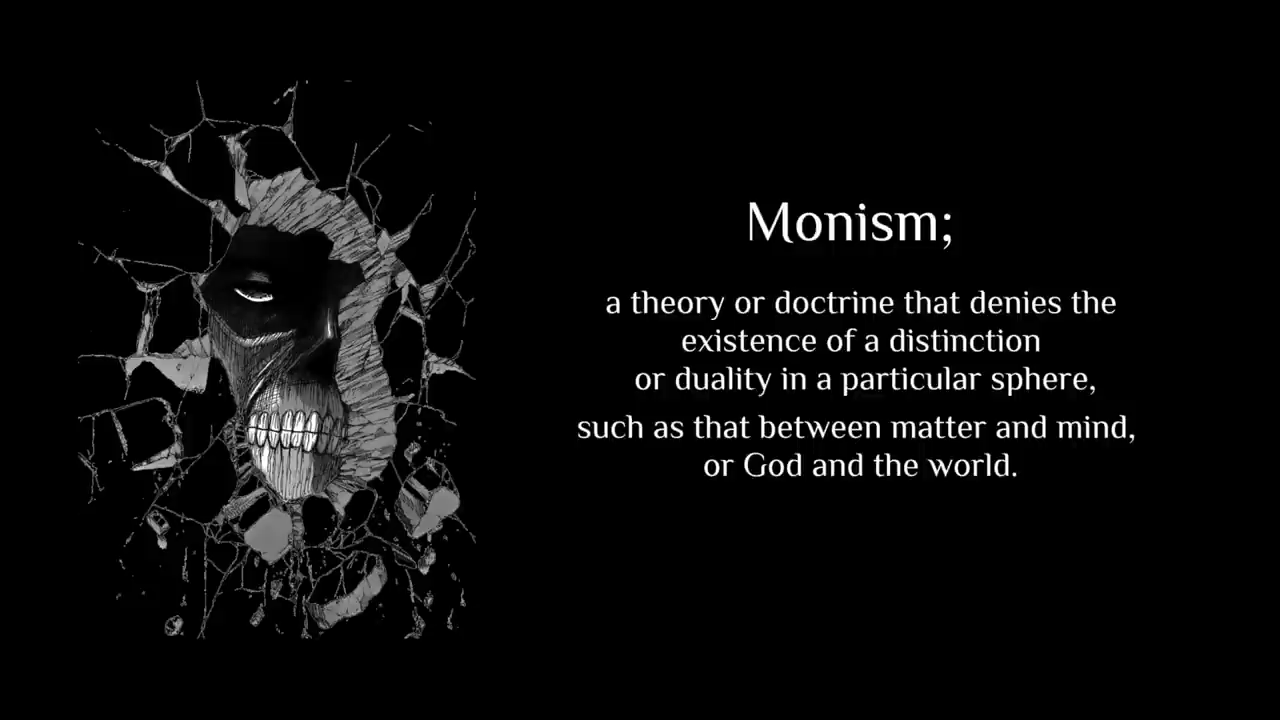 Monism;
a theory or doctrine that denies the
existence of a distinction
or duality in a particular sphere,
such as that between matter and mind,
or God and the world.